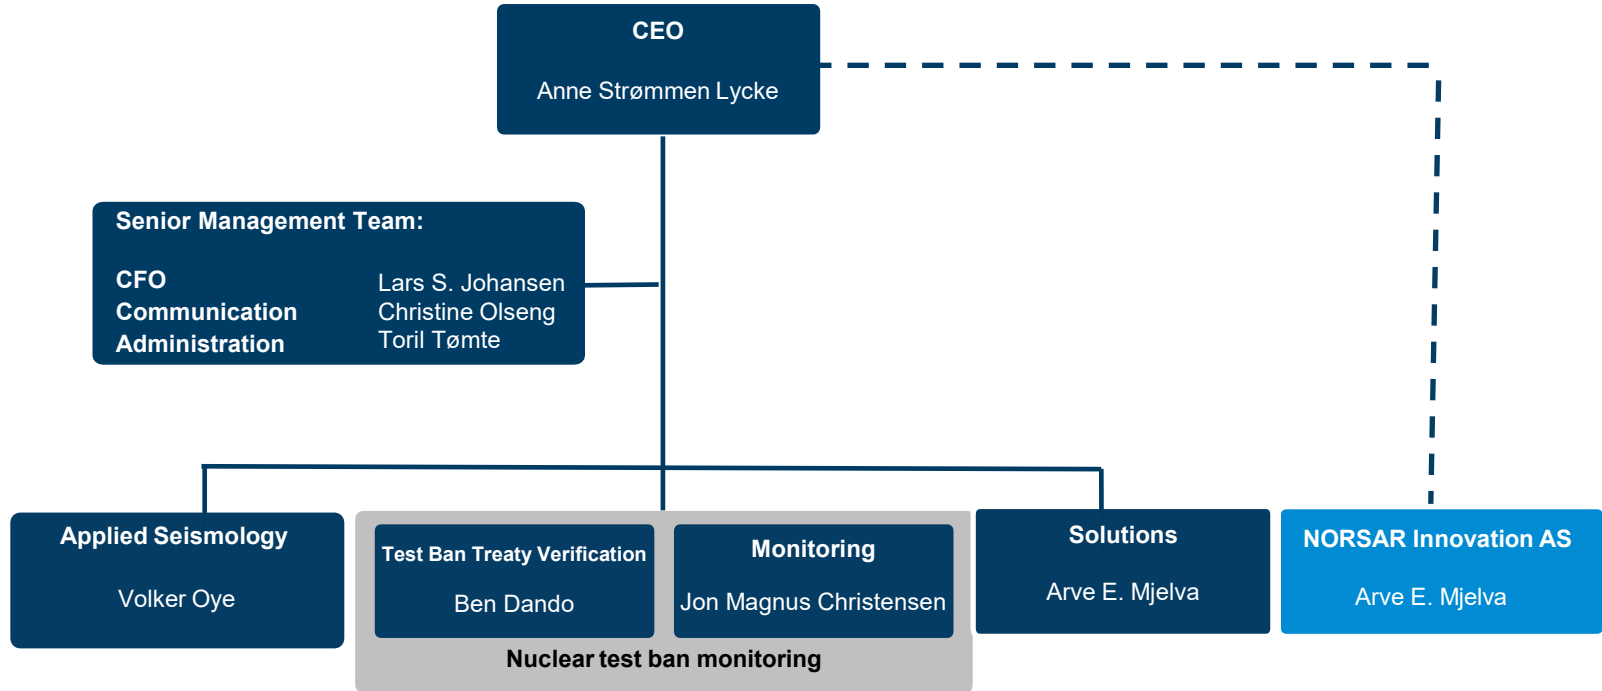 CEO
Anne Strømmen Lycke
Senior Management Team:
CFO Lars S. Johansen
Communication Christine Olseng
Administration Toril Tømte
Applied Seismology
Volker Oye
Test Ban Treaty Verification
Ben Dando
Monitoring
Jon Magnus Christensen
Nuclear test ban monitoring
Solutions
Arve E. Mjelva
NORSAR Innovation AS
Arve E. Mjelva